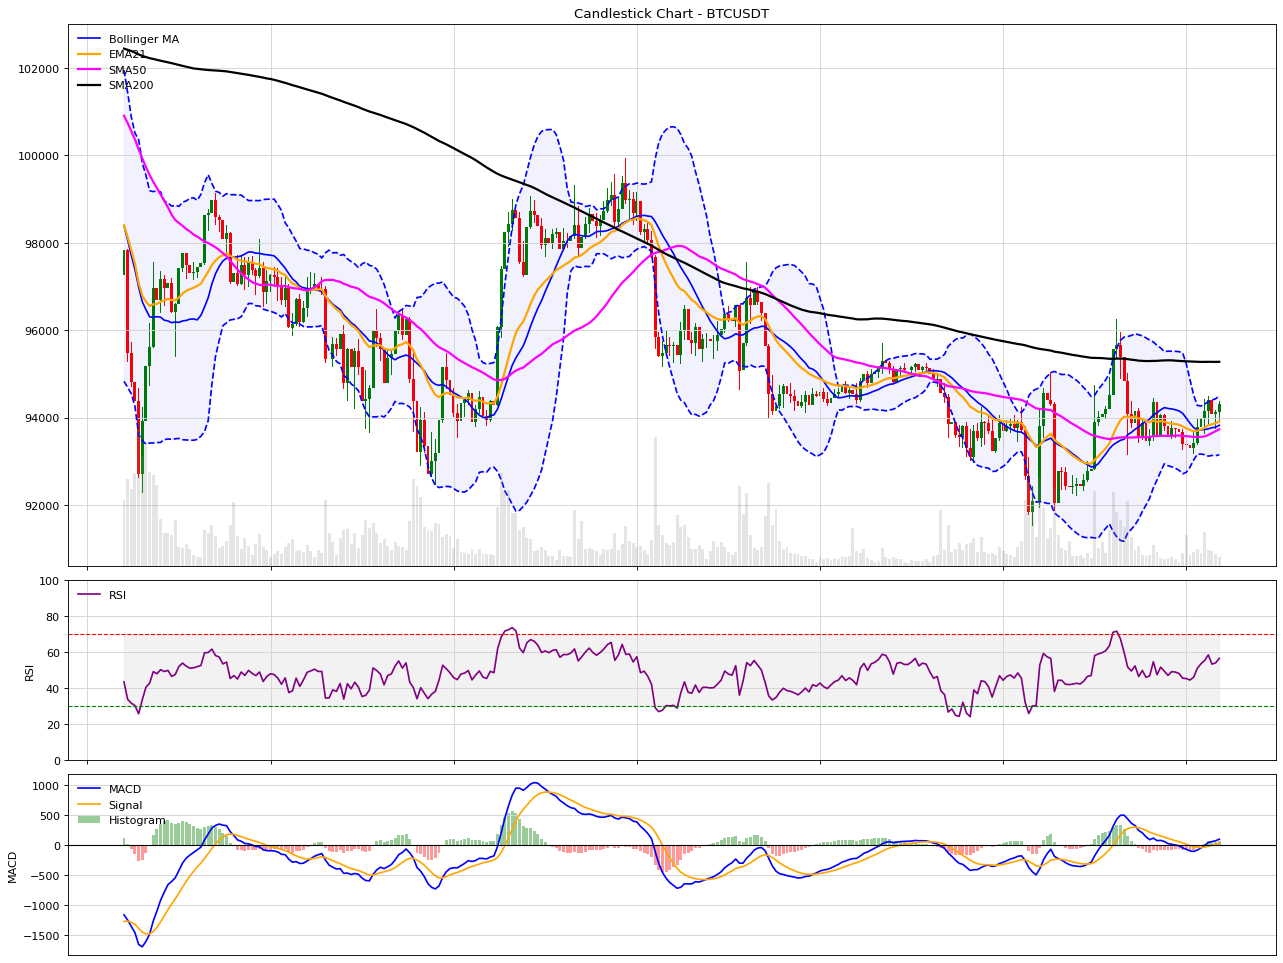 Candlestick Chart - BTCUSDT
Bollinger MA
EMA21
SMA50
SMA200
102000
100000
98000
96000
94000
92000
RSI
100
80
60
40
20
0
RSI
MACD
Signal
Histogram
1000
500
0
−500
−1000
−1500
MACD